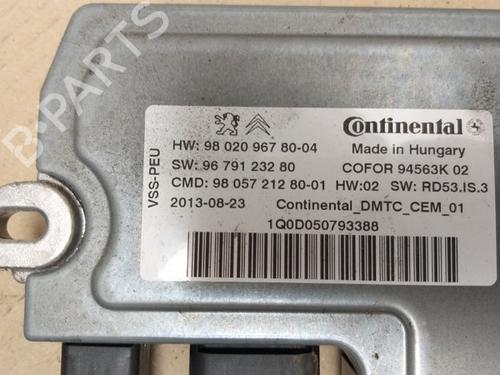 Continental
HW: 98 020 967 80-04
Made in Hungary
SW: 96 791 232 80
COFOR 94563K 02
CMD: 98 057 212 80-01 HW:02 SW: RD53.IS.3
2013-08-23 Continental_DMTC_CEM_01
1Q0D050793388
VSS-PEU
B-PARTS